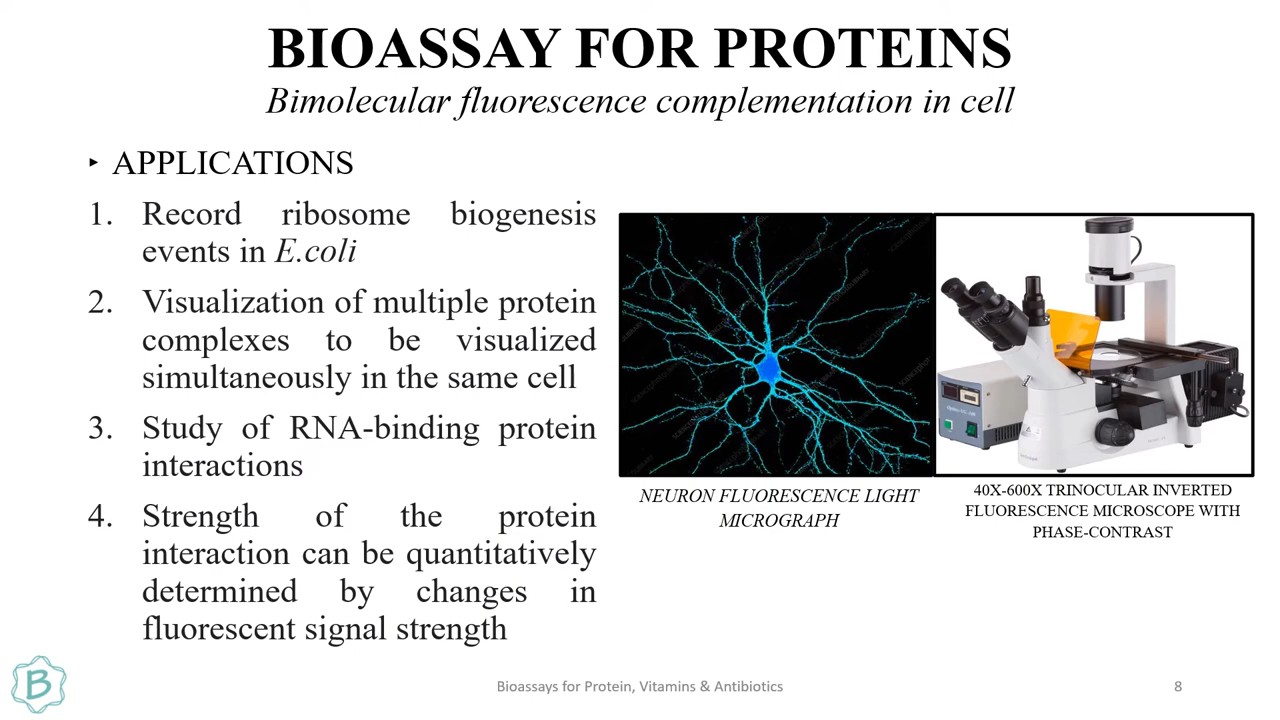 BIOASSAY FOR PROTEINS
Bimolecular fluorescence complementation in cell
‣ APPLICATIONS
1. Record ribosome biogenesis
events in E.coli
2. Visualization of multiple protein
complexes to be visualized
simultaneously in the same cell
3. Study of RNA-binding protein
interactions
4. Strength of the protein
interaction can be quantitatively
determined by changes in
fluorescent signal strength
NEURON FLUORESCENCE LIGHT
MICROGRAPH
40X-600X TRINOCULAR INVERTED
FLUORESCENCE MICROSCOPE WITH
PHASE-CONTRAST
B
Bioassays for Protein, Vitamins & Antibiotics
8